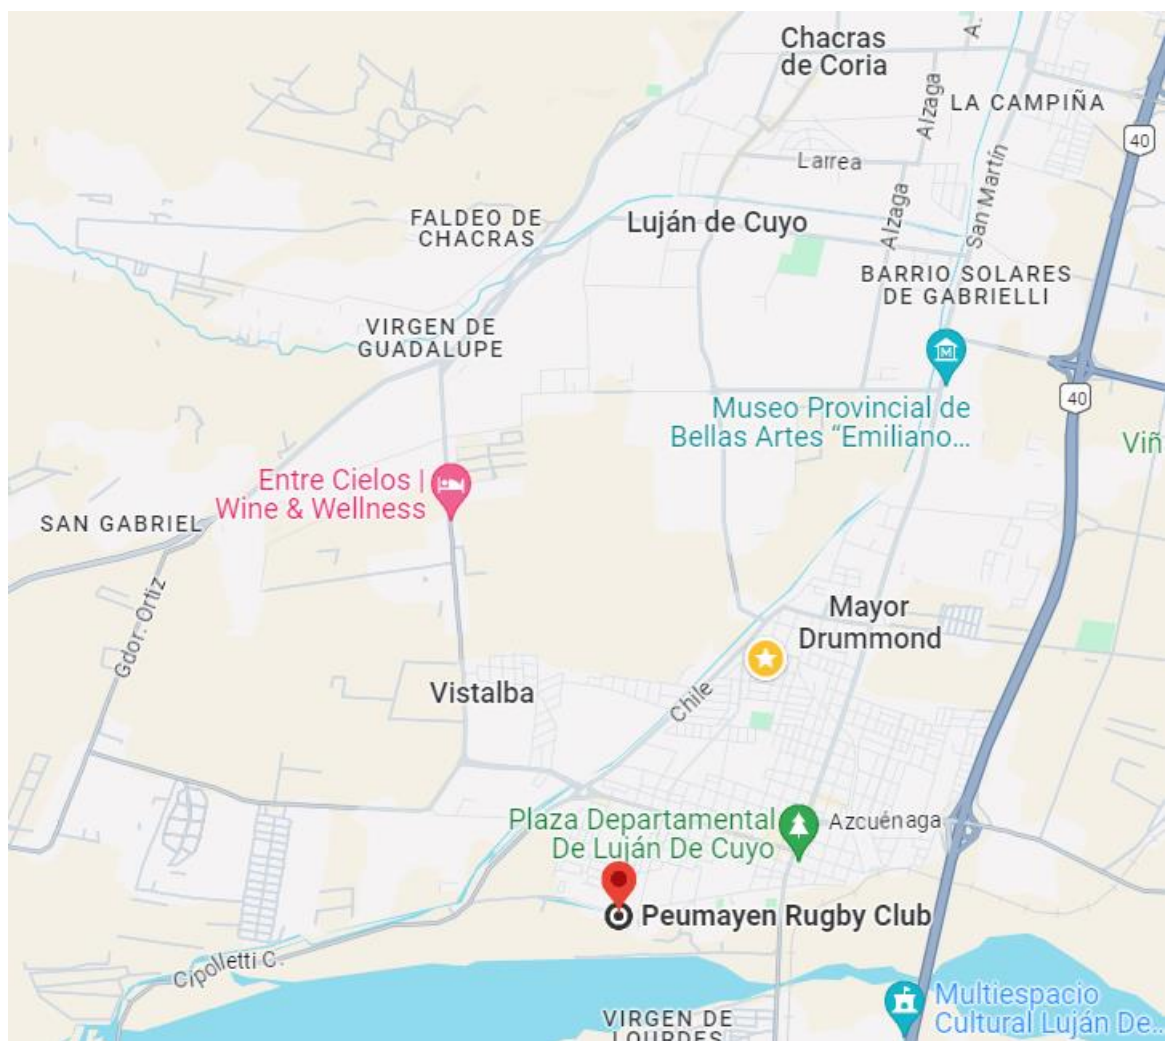 Chacras
de Coria
A.
Alzaga
LA CAMPIÑA
40
Larrea
San Martín
Alzaga
FALDEO DE
CHACRAS
Luján de Cuyo
BARRIO SOLARES
DE GABRIELLI
VIRGEN DE
GUADALUPE
40
Museo Provincial de
Bellas Artes “Emiliano...
Viñ
Entre Cielos |
Wine & Wellness
SAN GABRIEL
Gdor. Ortiz
Mayor
Drummond
Vistalba
Chile
Plaza Departamental
De Luján De Cuyo
Azcuénaga
Peumayen Rugby Club
Cipolletti C.
Multiespacio
Cultural Luján De...
VIRGEN DE
LOURDES